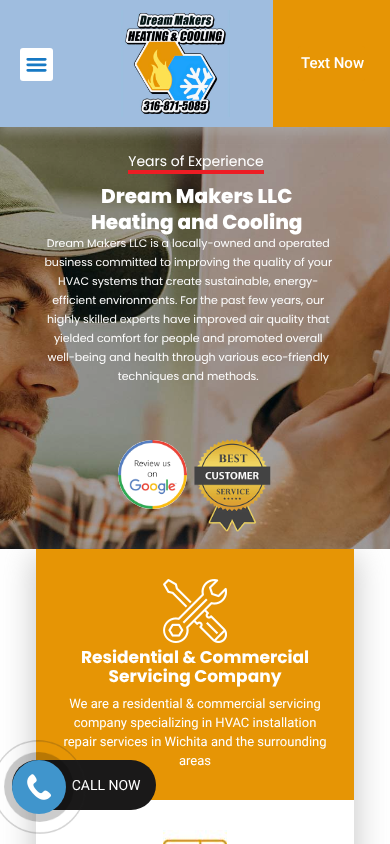 Dream Makers
HEATING & COOLING
316-871-5085
Text Now
Years of Experience
Dream Makers LLC
Heating and Cooling
Dream Makers LLC is a locally-owned and operated
business committed to improving the quality of your
HVAC systems that create sustainable, energy-
efficient environments. For the past few years, our
highly skilled experts have improved air quality that
yielded comfort for people and promoted overall
well-being and health through various eco-friendly
techniques and methods.
Review us
on
Google
BEST
CUSTOMER
SERVICE
Residential & Commercial
Servicing Company
We are a residential & commercial servicing
company specializing in HVAC installation
repair services in Wichita and the surrounding
areas
CALL NOW